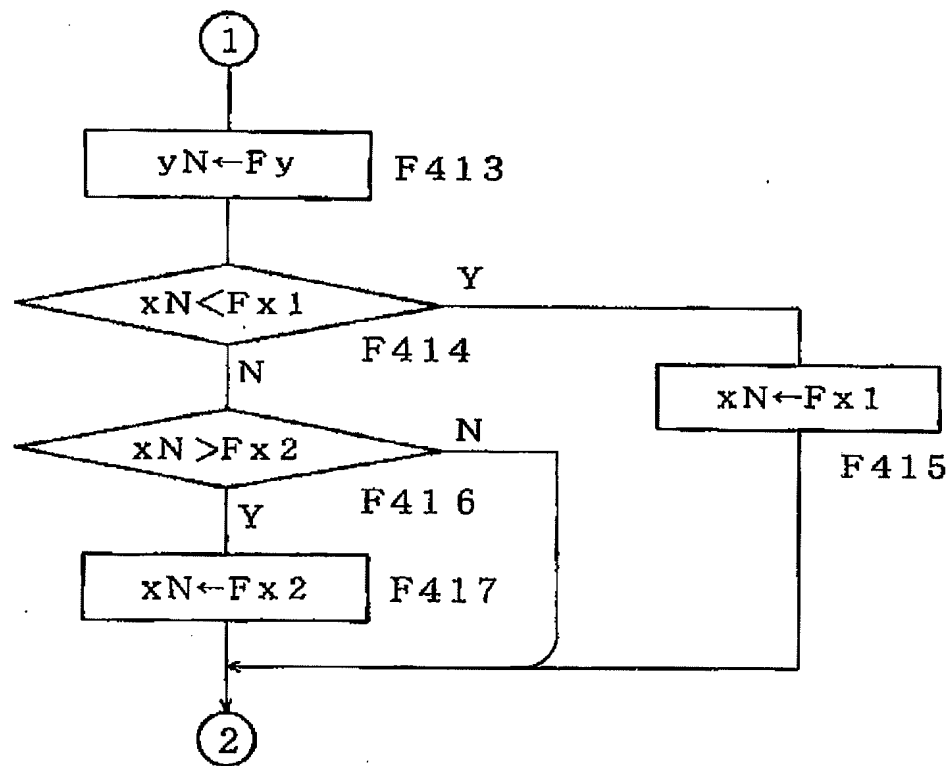 1
yN←Fy F413
Y
xN<Fx1
F414
N
xN←Fx1
F415
N
xN>Fx2
F416
Y
xN←Fx2 F417
2